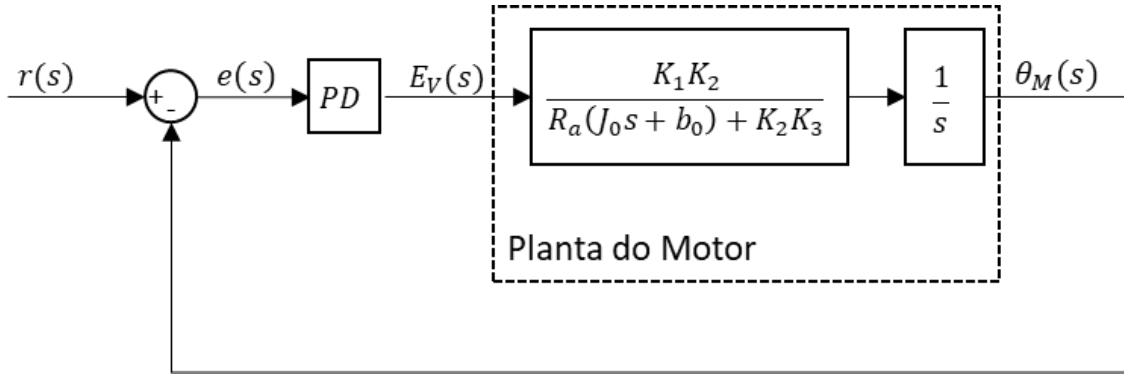 r(s)
+
-
e(s)
PD
E_V(s)
K_1K_2
R_a(J_0s + b_0) + K_2K_3
1
s
θ_M(s)
Planta do Motor